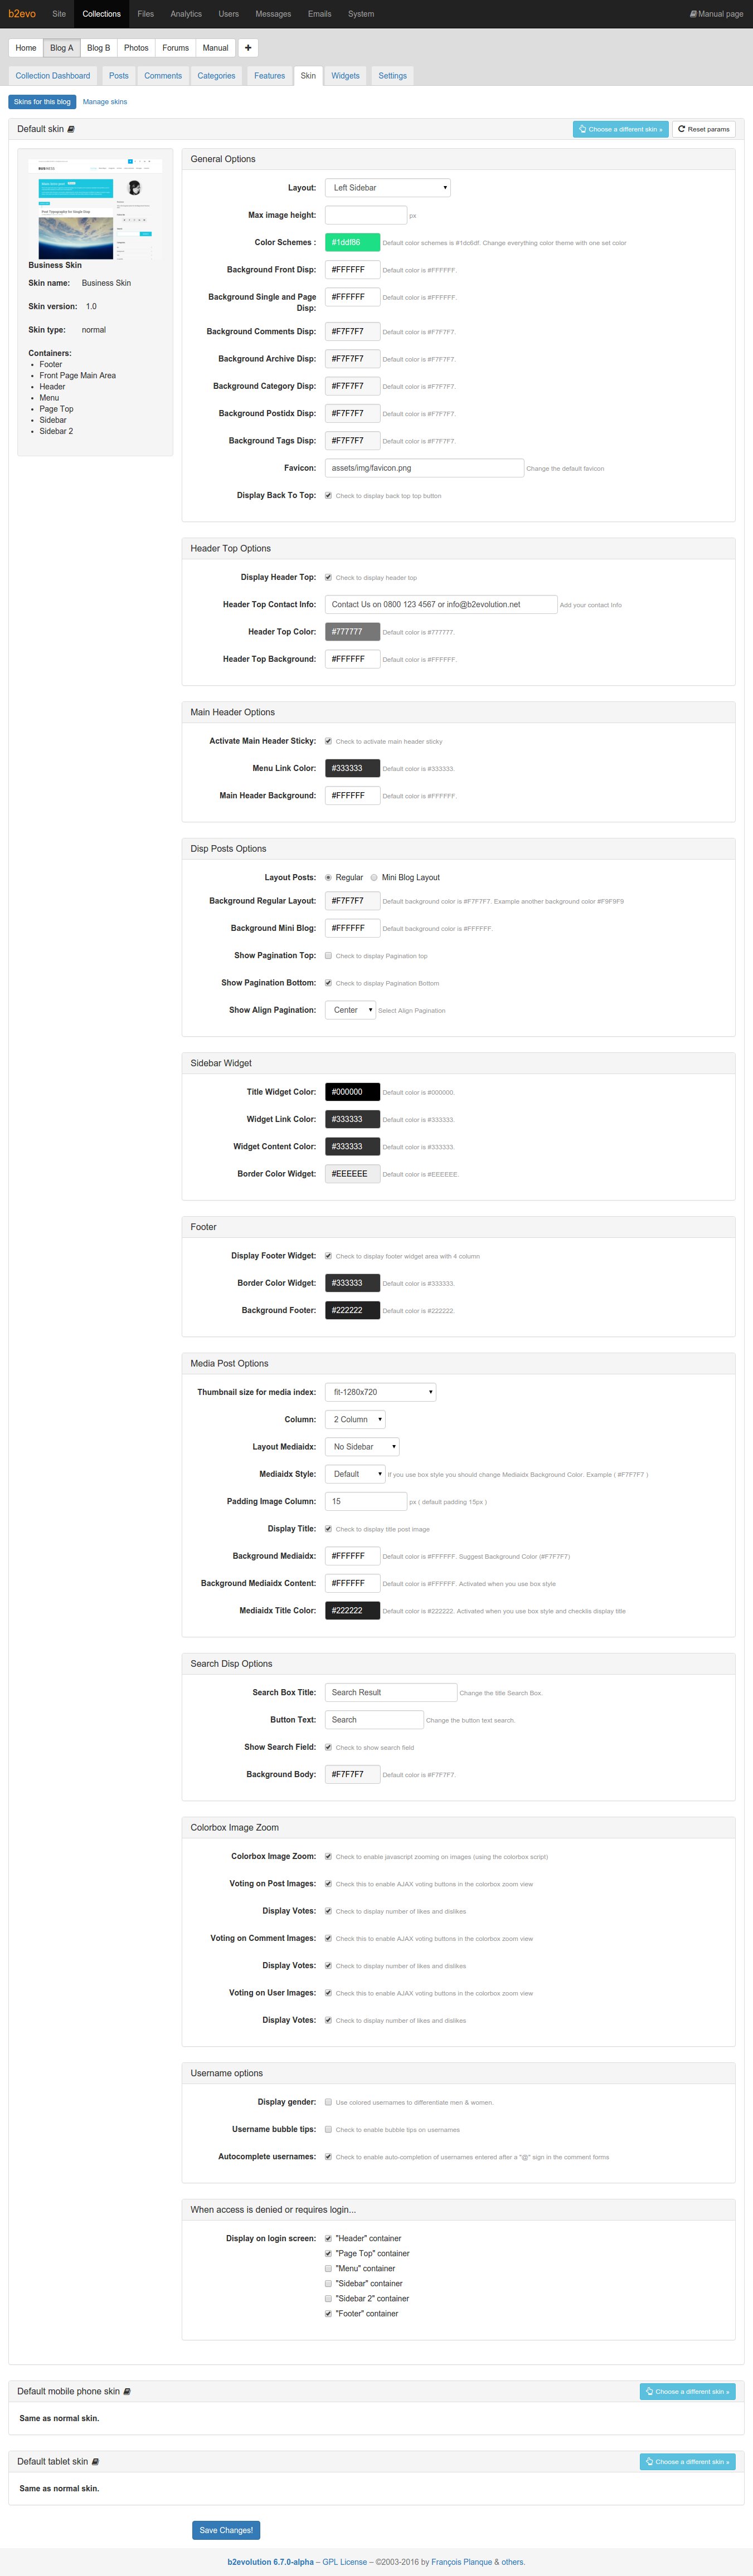 b2evo Site Collections Files Analytics Users Messages Emails System Manual page
Home Blog A Blog B Photos Forums Manual +
Collection Dashboard Posts Comments Categories Features Skin Widgets Settings
Skins for this blog Manage skins
Default skin Choose a different skin » Reset params
Business Skin
Skin name: Business Skin
Skin version: 1.0
Skin type: normal
Containers:
• Footer
• Front Page Main Area
• Header
• Menu
• Page Top
• Sidebar
• Sidebar 2
General Options
Layout: Left Sidebar
Max image height: px
Color Schemes : #1ddf86 Default color schemes is #1dc6df. Change everything color theme with one set color
Background Front Disp: #FFFFFF Default color is #FFFFFF.
Background Single and Page
Disp: #FFFFFF Default color is #FFFFFF.
Background Comments Disp: #F7F7F7 Default color is #F7F7F7.
Background Archive Disp: #F7F7F7 Default color is #F7F7F7.
Background Category Disp: #F7F7F7 Default color is #F7F7F7.
Background Postidx Disp: #F7F7F7 Default color is #F7F7F7.
Background Tags Disp: #F7F7F7 Default color is #F7F7F7.
Favicon: assets/img/favicon.png Change the default favicon
Display Back To Top: Check to display back top top button
Header Top Options
Display Header Top: Check to display header top
Header Top Contact Info: Contact Us on 0800 123 4567 or info@b2evolution.net Add your contact info
Header Top Color: #777777 Default color is #777777.
Header Top Background: #FFFFFF Default color is #FFFFFF.
Main Header Options
Activate Main Header Sticky: Check to activate main header sticky
Menu Link Color: #333333 Default color is #333333.
Main Header Background: #FFFFFF Default color is #FFFFFF.
Disp Posts Options
Layout Posts: Regular Mini Blog Layout
Background Regular Layout: #F7F7F7 Default background color is #F7F7F7. Example another background color #F9F9F9
Background Mini Blog: #FFFFFF Default background color is #FFFFFF.
Show Pagination Top: Check to display Pagination top
Show Pagination Bottom: Check to display Pagination Bottom
Show Align Pagination: Center Select Align Pagination
Sidebar Widget
Title Widget Color: #000000 Default color is #000000.
Widget Link Color: #333333 Default color is #333333.
Widget Content Color: #333333 Default color is #333333.
Border Color Widget: #EEEEEE Default color is #EEEEEE.
Footer
Display Footer Widget: Check to display footer widget area with 4 column
Border Color Widget: #333333 Default color is #333333.
Background Footer: #222222 Default color is #222222.
Media Post Options
Thumbnail size for media index: fit-1280x720
Column: 2 Column
Layout Mediaidx: No Sidebar
Mediaidx Style: Default If you use box style you should change Mediaidx Background Color. Example ( #F7F7F7 )
Padding Image Column: 15 px ( default padding 15px )
Display Title: Check to display title post image
Background Mediaidx: #FFFFFF Default color is #FFFFFF. Suggest Background Color (#F7F7F7)
Background Mediaidx Content: #FFFFFF Default color is #FFFFFF. Activated when you use box style
Mediaidx Title Color: #222222 Default color is #222222. Activated when you use box style and checklis display title
Search Disp Options
Search Box Title: Search Result Change the title Search Box.
Button Text: Search Change the button text search.
Show Search Field: Check to show search field
Background Body: #F7F7F7 Default color is #F7F7F7.
Colorbox Image Zoom
Colorbox Image Zoom: Check to enable javascript zooming on images (using the colorbox script)
Voting on Post Images: Check this to enable AJAX voting buttons in the colorbox zoom view
Display Votes: Check to display number of likes and dislikes
Voting on Comment Images: Check this to enable AJAX voting buttons in the colorbox zoom view
Display Votes: Check to display number of likes and dislikes
Voting on User Images: Check this to enable AJAX voting buttons in the colorbox zoom view
Display Votes: Check to display number of likes and dislikes
Username options
Display gender: Use colored usernames to differentiate men & women.
Username bubble tips: Check to enable bubble tips on usernames
Autocomplete usernames: Check to enable auto-completion of usernames entered after a "@" sign in the comment forms
When access is denied or requires login...
Display on login screen: "Header" container
"Page Top" container
"Menu" container
"Sidebar" container
"Sidebar 2" container
"Footer" container
Default mobile phone skin Choose a different skin »
Same as normal skin.
Default tablet skin Choose a different skin »
Same as normal skin.
Save Changes!
b2evolution 6.7.0-alpha – GPL License – ©2003-2016 by François Planque & others.